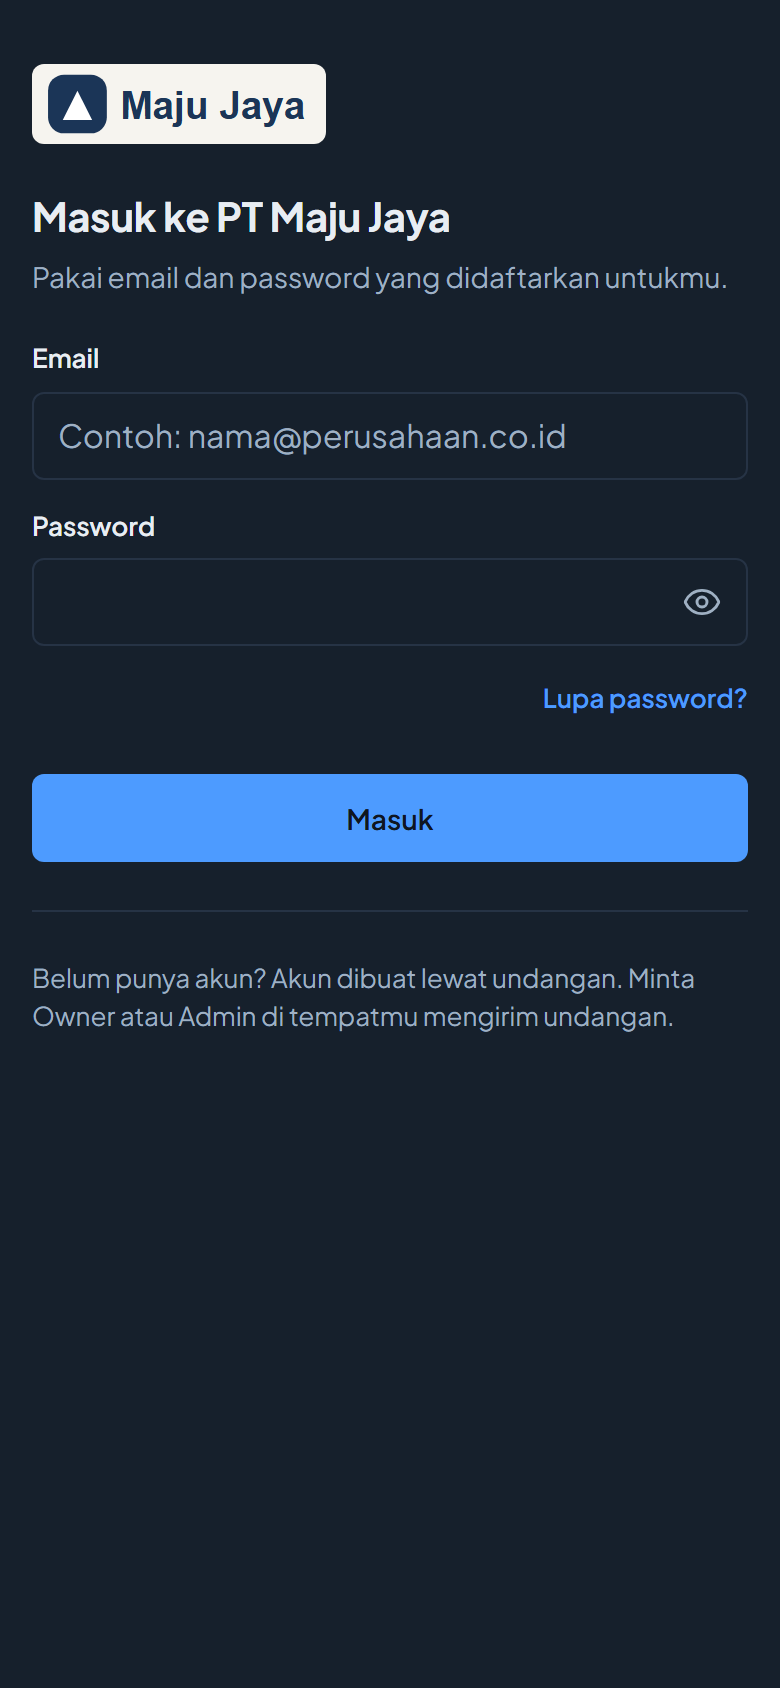 Maju Jaya
Masuk ke PT Maju Jaya
Pakai email dan password yang didaftarkan untukmu.
Email
Contoh: nama@perusahaan.co.id
Password
Lupa password?
Masuk
Belum punya akun? Akun dibuat lewat undangan. Minta
Owner atau Admin di tempatmu mengirim undangan.